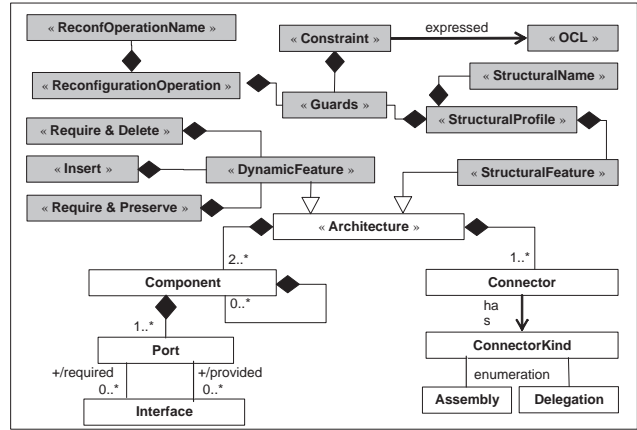 « ReconfOperationName »
« Constraint »
expressed
« OCL »
« ReconfigurationOperation »
« StructuralName »
« Guards »
« StructuralProfile »
« Require & Delete »
« Insert »
« DynamicFeature »
« StructuralFeature »
« Require & Preserve »
« Architecture »
2..*
1..*
Component
Connector
0..*
1..*
ha
s
Port
ConnectorKind
+/required
+/provided
0..*
0..*
enumeration
Interface
Assembly
Delegation